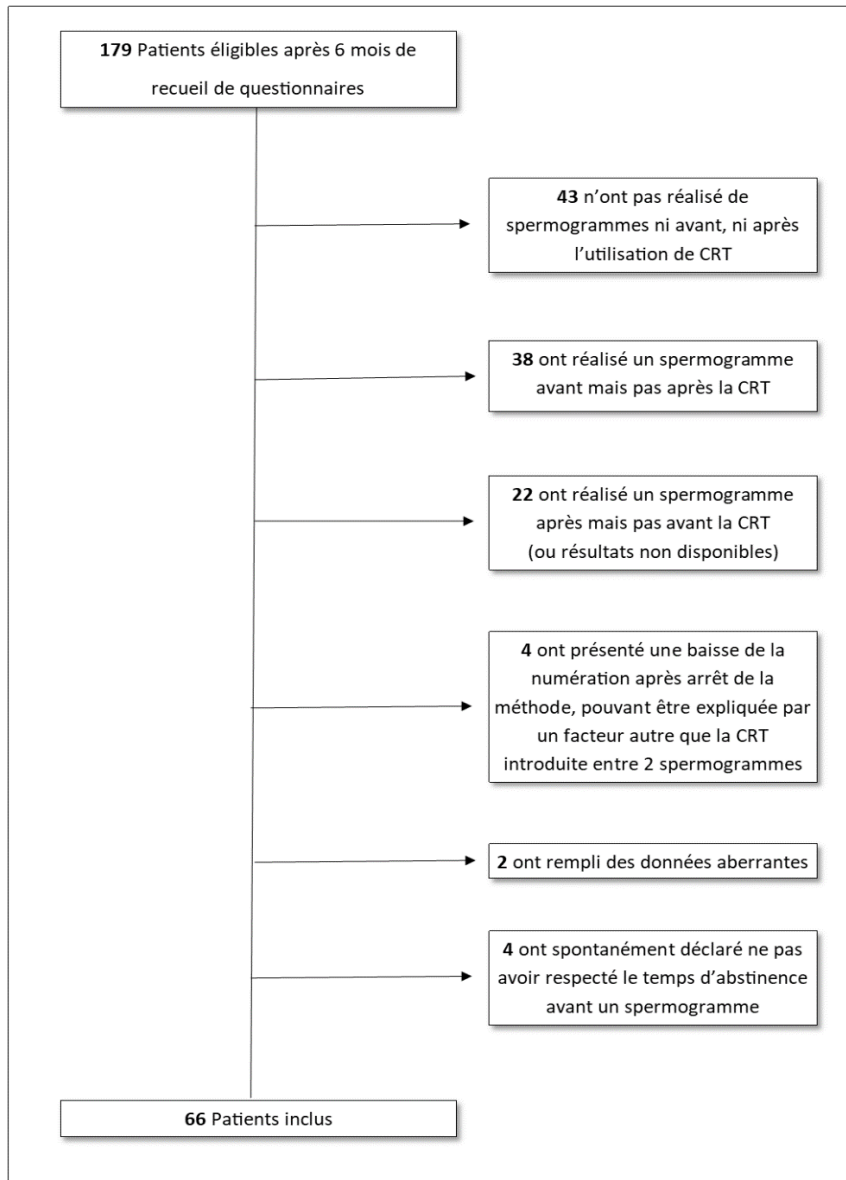 179 Patients éligibles après 6 mois de
recueil de questionnaires
43 n’ont pas réalisé de
spermogrammes ni avant, ni après
l’utilisation de CRT
38 ont réalisé un spermogramme
avant mais pas après la CRT
22 ont réalisé un spermogramme
après mais pas avant la CRT
(ou résultats non disponibles)
4 ont présenté une baisse de la
numération après arrêt de la
méthode, pouvant être expliquée par
un facteur autre que la CRT
introduite entre 2 spermogrammes
2 ont rempli des données aberrantes
4 ont spontanément déclaré ne pas
avoir respecté le temps d’abstinence
avant un spermogramme
66 Patients inclus